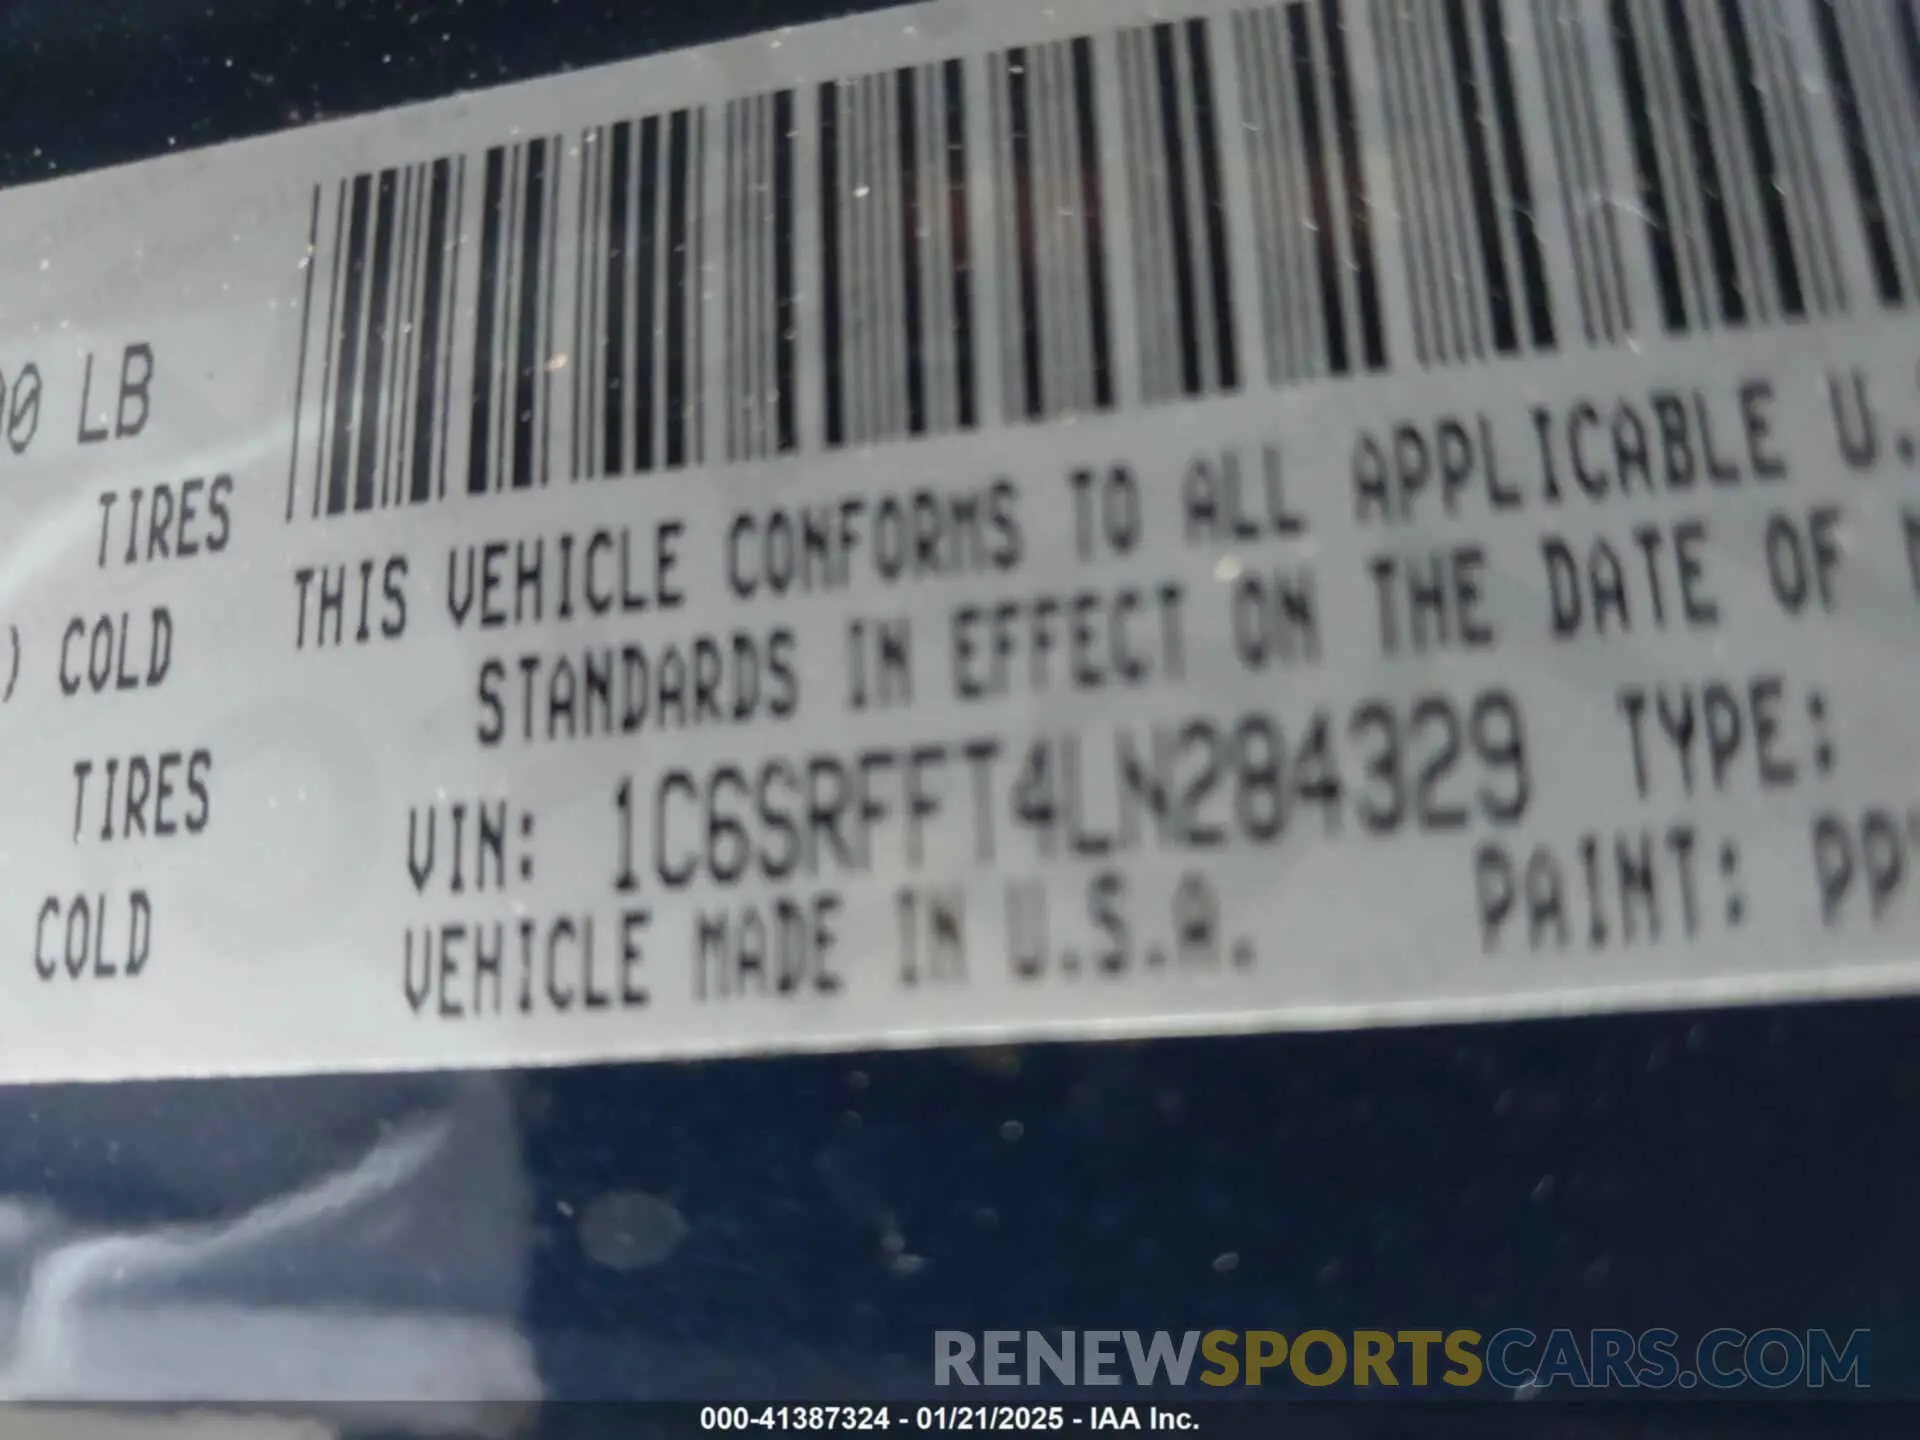 00 LB
TIRES
) COLD
TIRES
COLD
THIS VEHICLE CONFORMS TO ALL APPLICABLE U.
STANDARDS IN EFFECT ON THE DATE OF
VIN: 1C6SRFFT4LN284329 TYPE:
VEHICLE MADE IN U.S.A. PAINT: PP
RENEWSPORTSCARS.COM
000-41387324 - 01/21/2025 - IAA Inc.